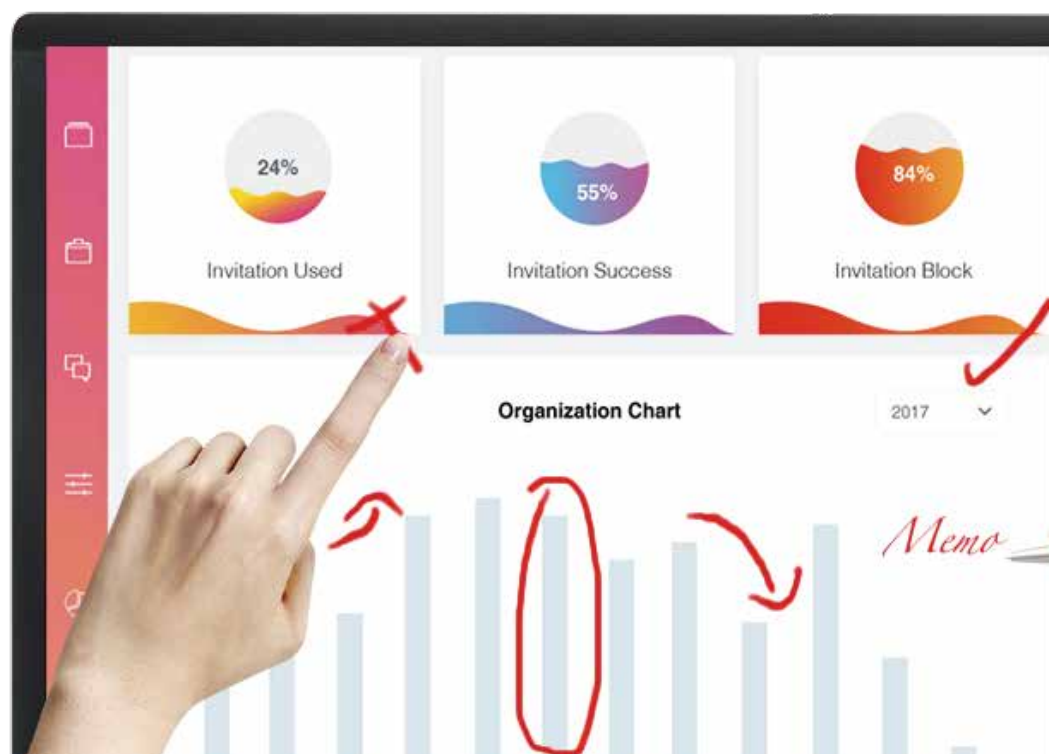 24%
55%
84%
Invitation Used
Invitation Success
Invitation Block
Organization Chart
2017
Memo